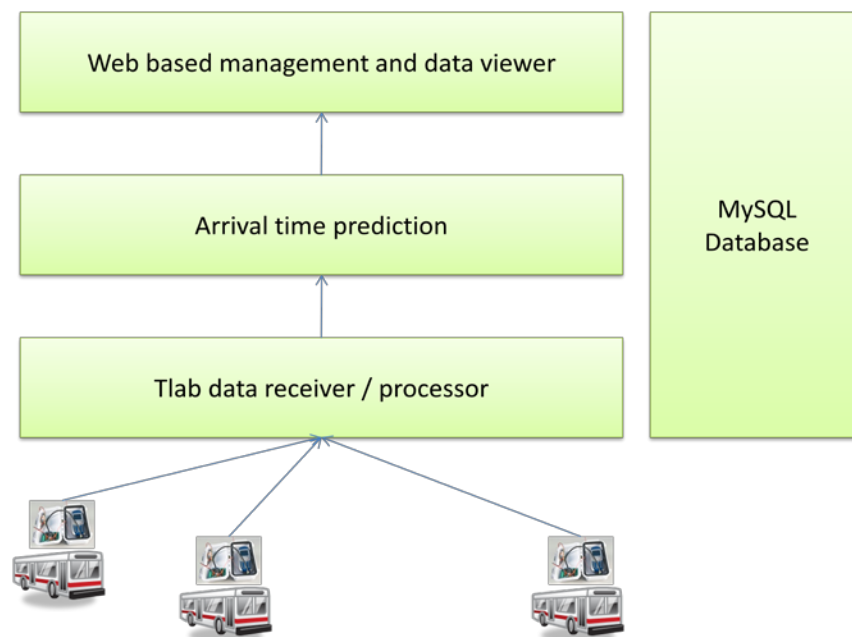 Web based management and data viewer
Arrival time prediction
Tlab data receiver / processor
MySQL
Database